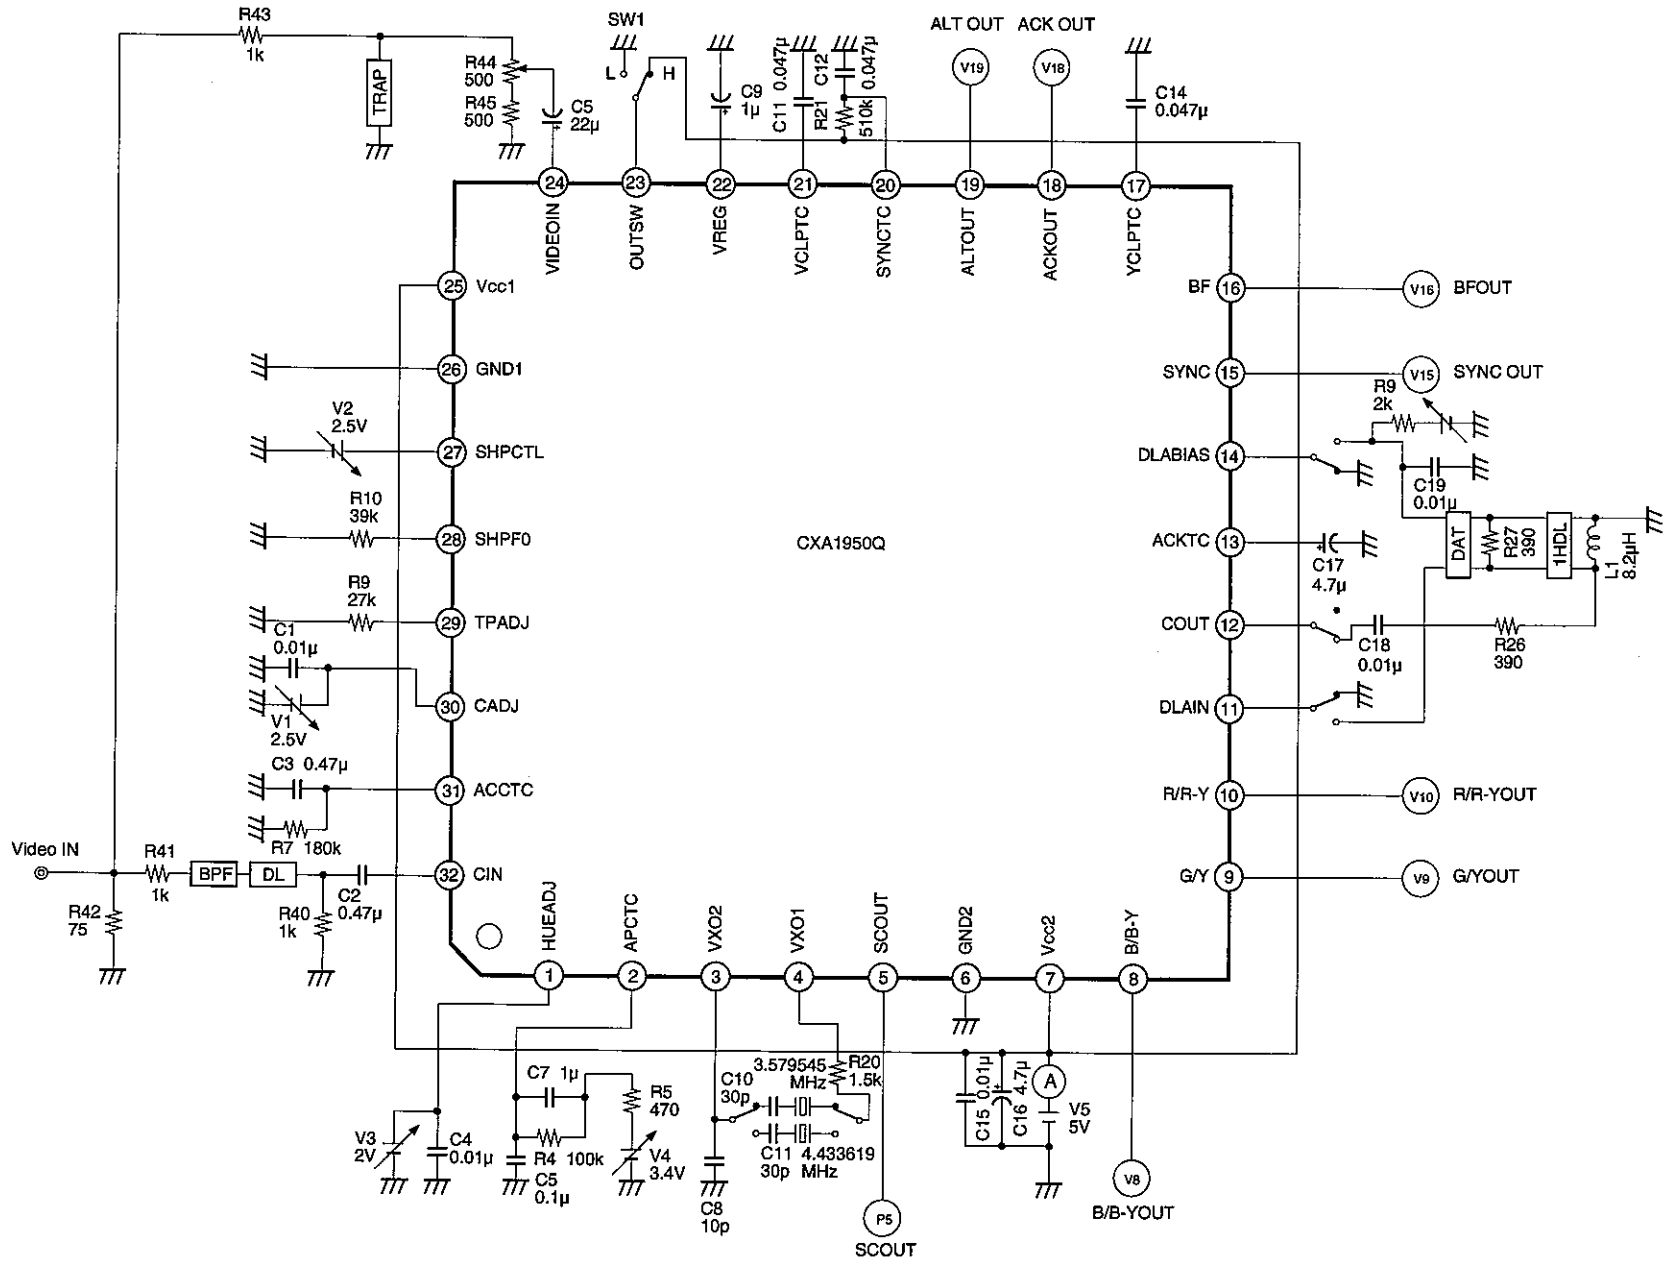 R43
1k
TRAP
R44
500
R45
500
C5
22μ
SW1
L
H
C9
1μ
C11 0.047μ
C12 0.047μ
R21 510k
ALT OUT
ACK OUT
V19
V18
C14
0.047μ
24
23
22
21
20
19
18
17
VIDEOIN
OUTSW
VREG
VCLPTC
SYNCTC
ALTOUT
ACKOUT
YCLPTC
25 Vcc1
26 GND1
V2
2.5V
27 SHPCTL
R10
39k
28 SHPF0
R9
27k
29 TPADJ
C1
0.01μ
V1
2.5V
30 CADJ
C3 0.47μ
31 ACCTC
R7 180k
Video IN
R41
1k
BPF
DL
32 CIN
R42
75
R40
1k
C2
0.47μ
CXA1950Q
BF 16
V16 BFOUT
SYNC 15
V15 SYNC OUT
R9
2k
DLABIAS 14
C19
0.01μ
DAT
R27
390
1HDL
L1
8.2μH
ACKTC 13
C17
4.7μ
COUT 12
C18
0.01μ
R26
390
DLAIN 11
R/R-Y 10
V10 R/R-YOUT
G/Y 9
V9 G/YOUT
HUEADJ
APCTC
VXO2
VXO1
SCOUT
GND2
Vcc2
B/B-Y
1
2
3
4
5
6
7
8
V3
2V
C4
0.01μ
C7 1μ
R4 100k
C5
0.1μ
R5
470
V4
3.4V
C10
30p
3.579545
MHz
R20
1.5k
C11
30p
4.433619
MHz
C8
10p
P5
SCOUT
C15 0.01μ
C16 4.7μ
A
V5
5V
V8
B/B-YOUT